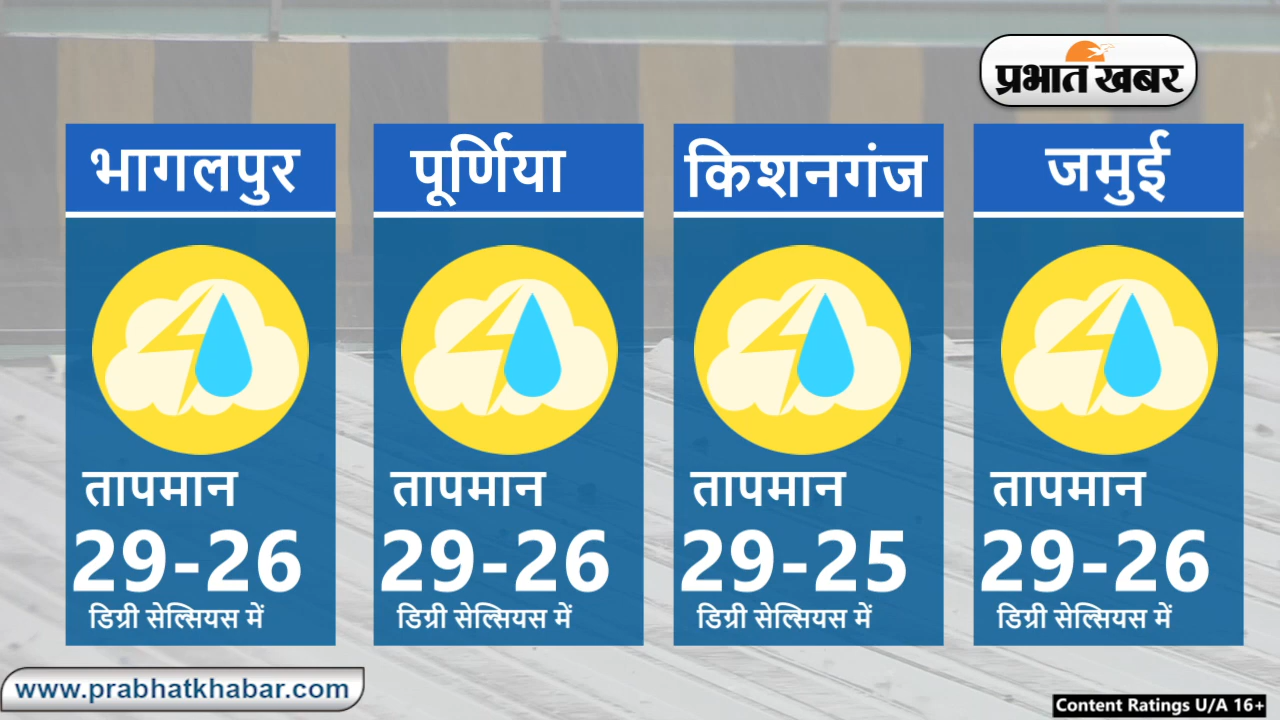 प्रभात खबर
भागलपुर
तापमान
29-26
डिग्री सेल्सियस में
पूर्णिया
तापमान
29-26
डिग्री सेल्सियस में
किशनगंज
तापमान
29-25
डिग्री सेल्सियस में
जमुई
तापमान
29-26
डिग्री सेल्सियस में
www.prabhatkhabar.com
Content Ratings U/A 16+